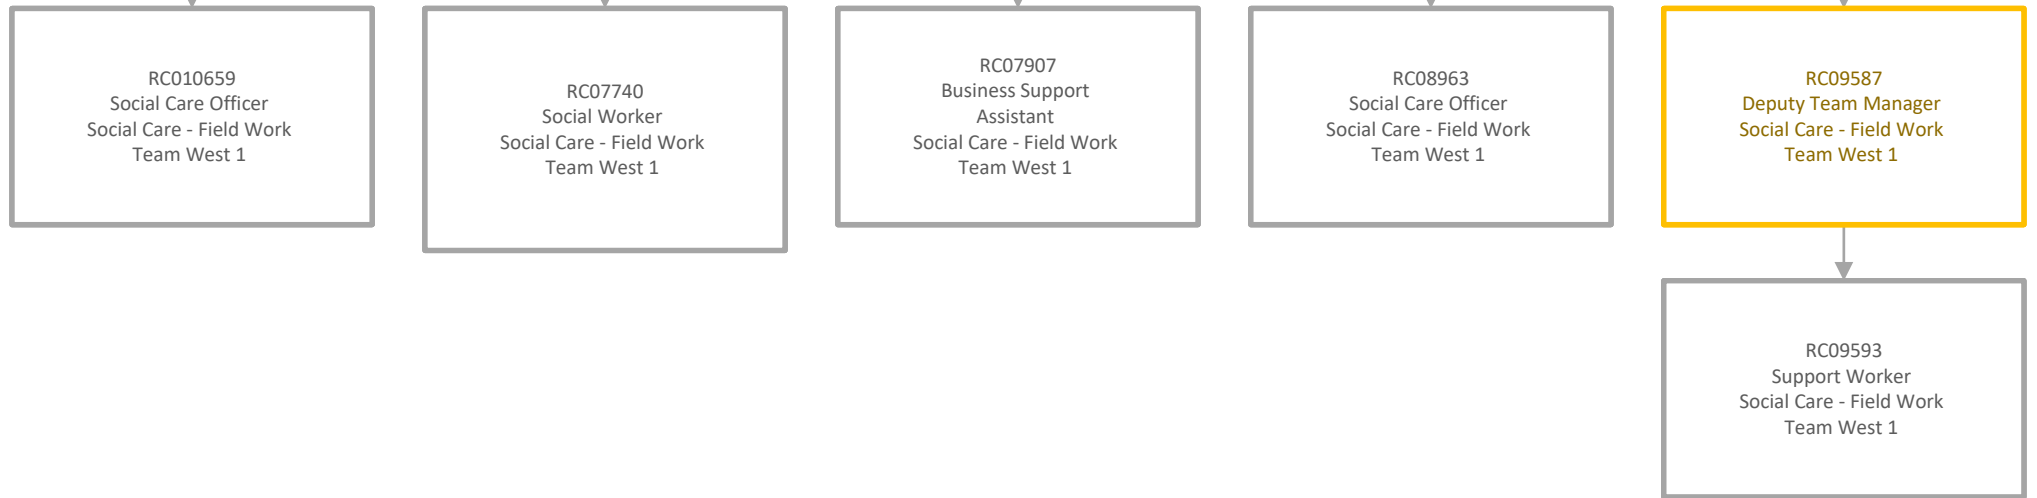 RC010659
Social Care Officer
Social Care - Field Work
Team West 1
RC07740
Social Worker
Social Care - Field Work
Team West 1
RC07907
Business Support
Assistant
Social Care - Field Work
Team West 1
RC08963
Social Care Officer
Social Care - Field Work
Team West 1
RC09587
Deputy Team Manager
Social Care - Field Work
Team West 1
RC09593
Support Worker
Social Care - Field Work
Team West 1